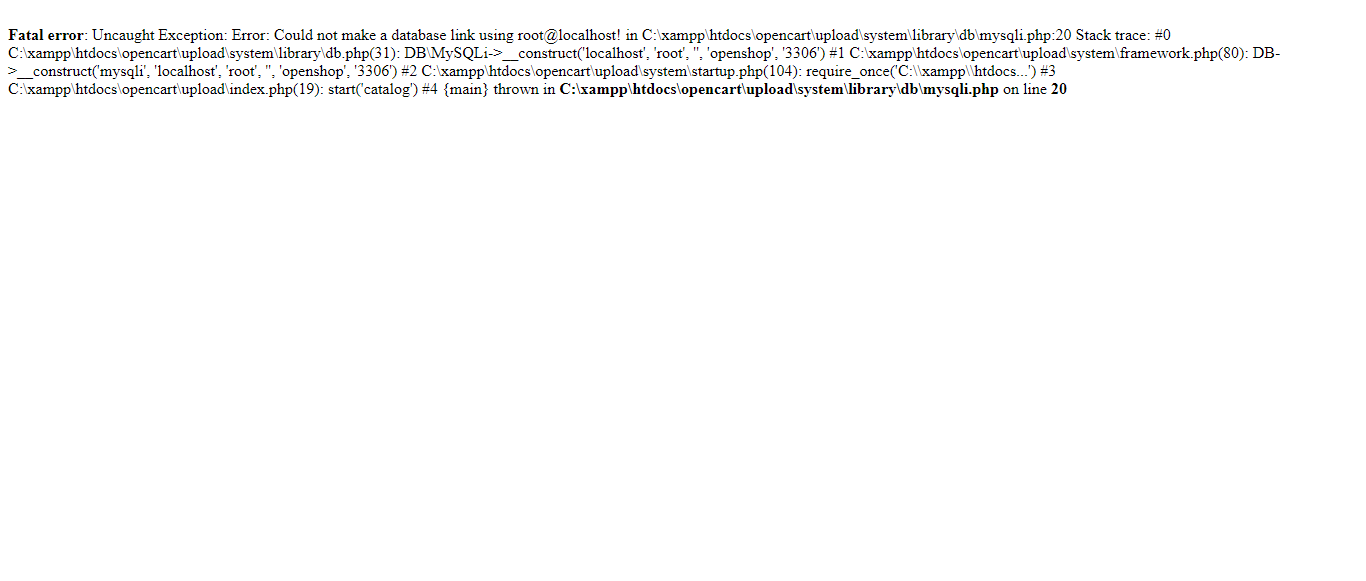 Fatal error: Uncaught Exception: Error: Could not make a database link using root@localhost! in C:\xampp\htdocs\opencart\upload\system\library\db\mysqli.php:20 Stack trace: #0
C:\xampp\htdocs\opencart\upload\system\library\db.php(31): DB\MySQLi->__construct('localhost', 'root', '', 'openshop', '3306') #1 C:\xampp\htdocs\opencart\upload\system\framework.php(80): DB-
>__construct('mysqli', 'localhost', 'root', '', 'openshop', '3306') #2 C:\xampp\htdocs\opencart\upload\system\startup.php(104): require_once('C:\\xampp\\htdocs...') #3
C:\xampp\htdocs\opencart\upload\index.php(19): start('catalog') #4 {main} thrown in C:\xampp\htdocs\opencart\upload\system\library\db\mysqli.php on line 20